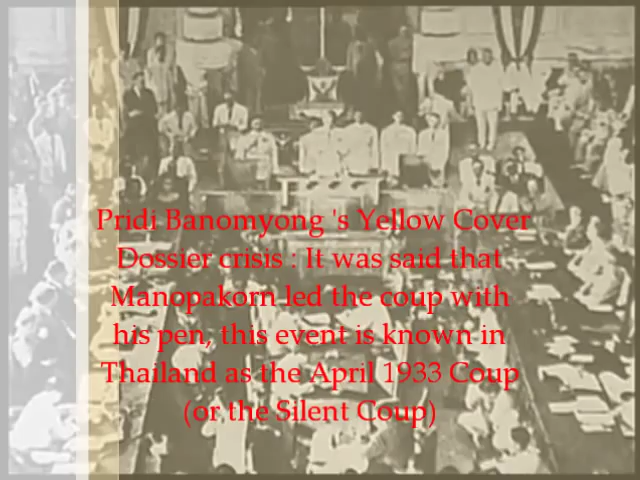 Pridi Banomyong 's Yellow Cover
Dossier crisis : It was said that
Manopakorn led the coup with
his pen, this event is known in
Thailand as the April 1933 Coup
(or the Silent Coup)